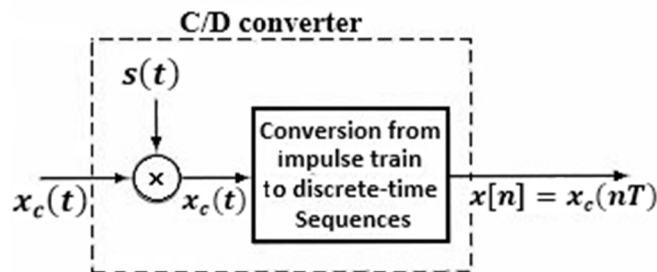 C/D converter
s(t)
×
x_c(t)
x_c(t)
Conversion from
impulse train
to discrete-time
Sequences
x[n] = x_c(nT)